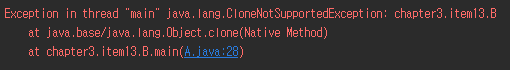 Exception in thread "main" java.lang.CloneNotSupportedException: chapter3.item13.B
at java.base/java.lang.Object.clone(Native Method)
at chapter3.item13.B.main(A.java:28)